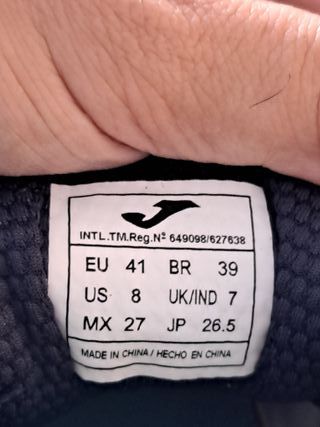 INTL.TM.Reg.Nº 649098/627638
EU 41 BR 39
US 8 UK/IND 7
MX 27 JP 26.5
MADE IN CHINA / HECHO EN CHINA